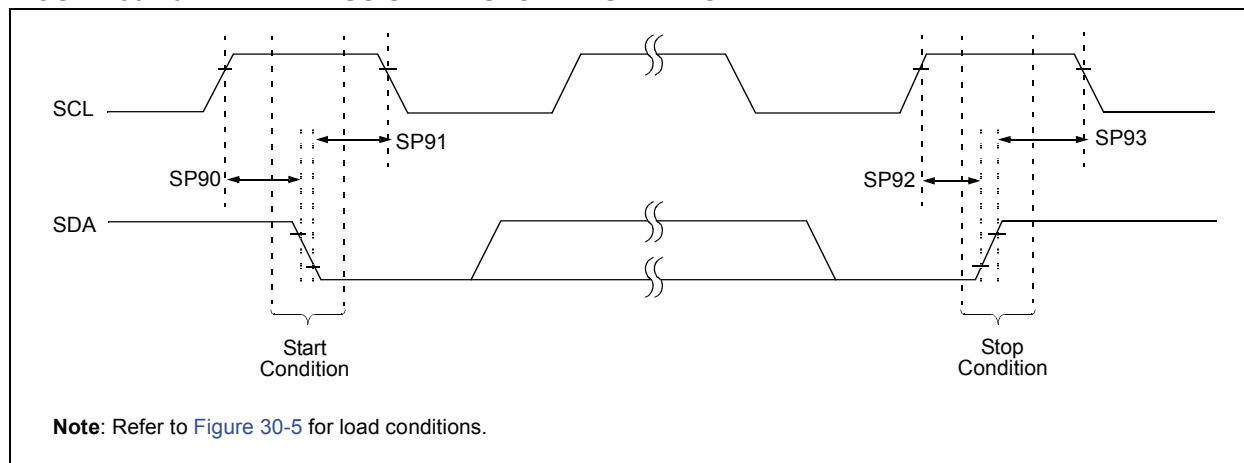 SCL
SP91
SP93
SP90
SP92
SDA
Start
Condition
Stop
Condition
Note: Refer to Figure 30-5 for load conditions.